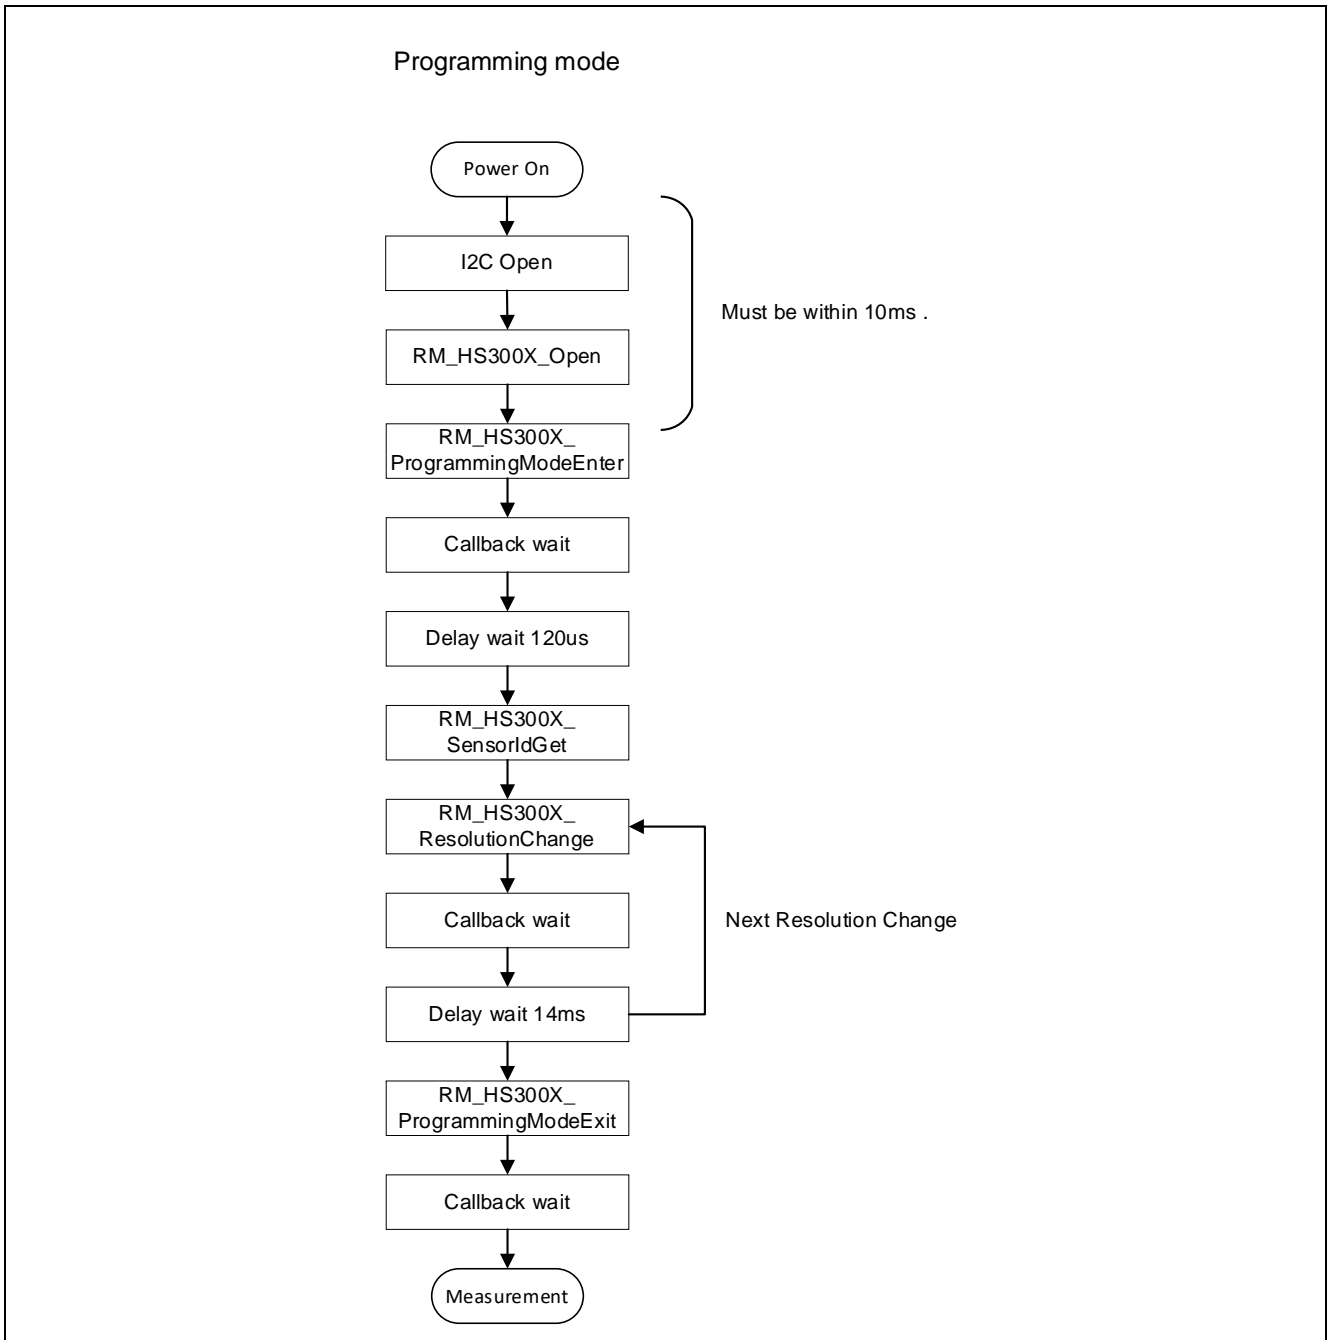 Programming mode
Power On
I2C Open
Must be within 10ms .
RM_HS300X_Open
RM_HS300X_
ProgrammingModeEnter
Callback wait
Delay wait 120us
RM_HS300X_
SensorIdGet
RM_HS300X_
ResolutionChange
Callback wait
Next Resolution Change
Delay wait 14ms
RM_HS300X_
ProgrammingModeExit
Callback wait
Measurement